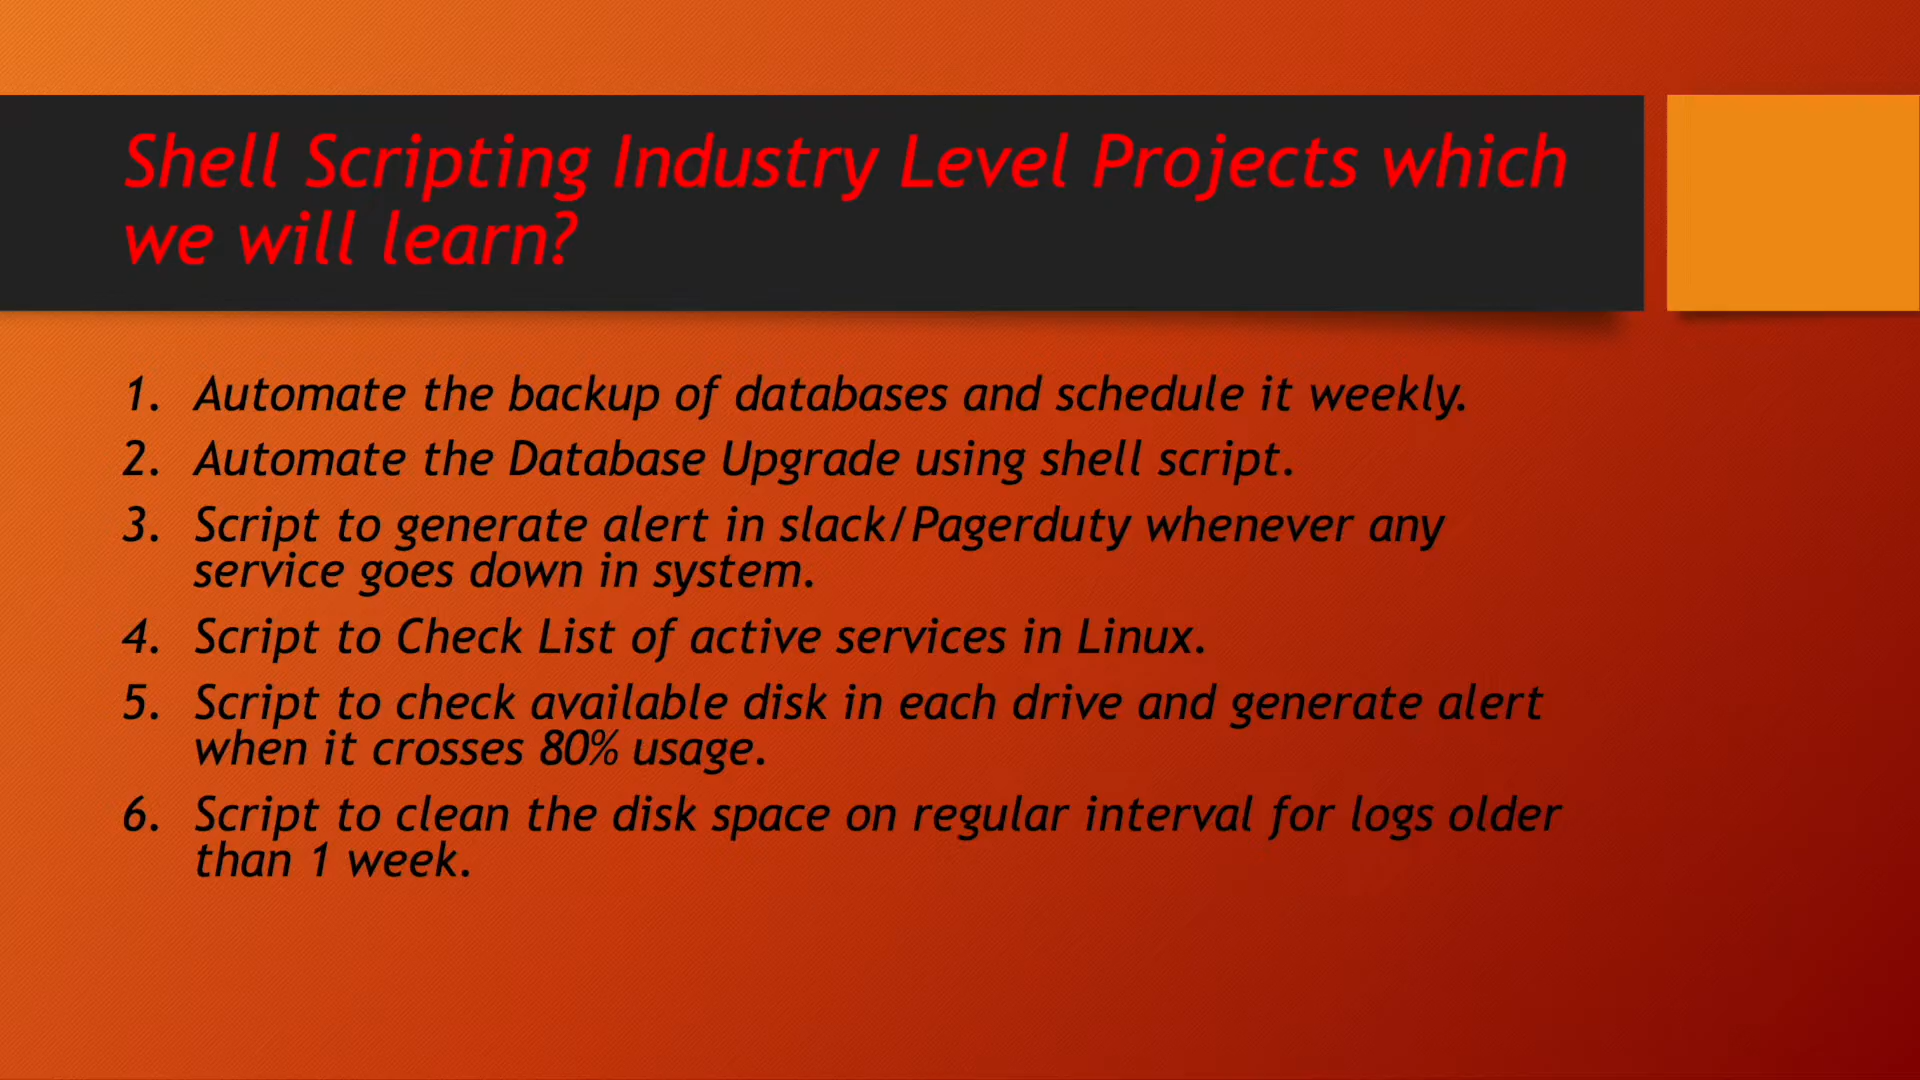 Shell Scripting Industry Level Projects which
we will learn?
1. Automate the backup of databases and schedule it weekly.
2. Automate the Database Upgrade using shell script.
3. Script to generate alert in slack/Pagerduty whenever any
service goes down in system.
4. Script to Check List of active services in Linux.
5. Script to check available disk in each drive and generate alert
when it crosses 80% usage.
6. Script to clean the disk space on regular interval for logs older
than 1 week.